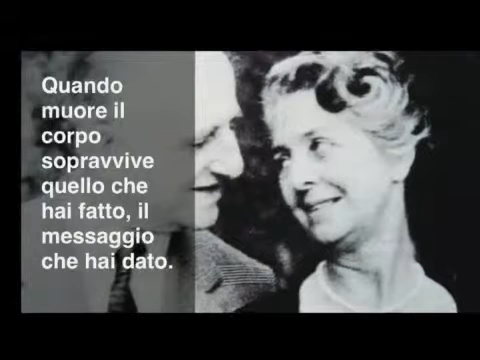 Quando
muore il
corpo
sopravvive
quello che
hai fatto, il
messaggio
che hai dato.